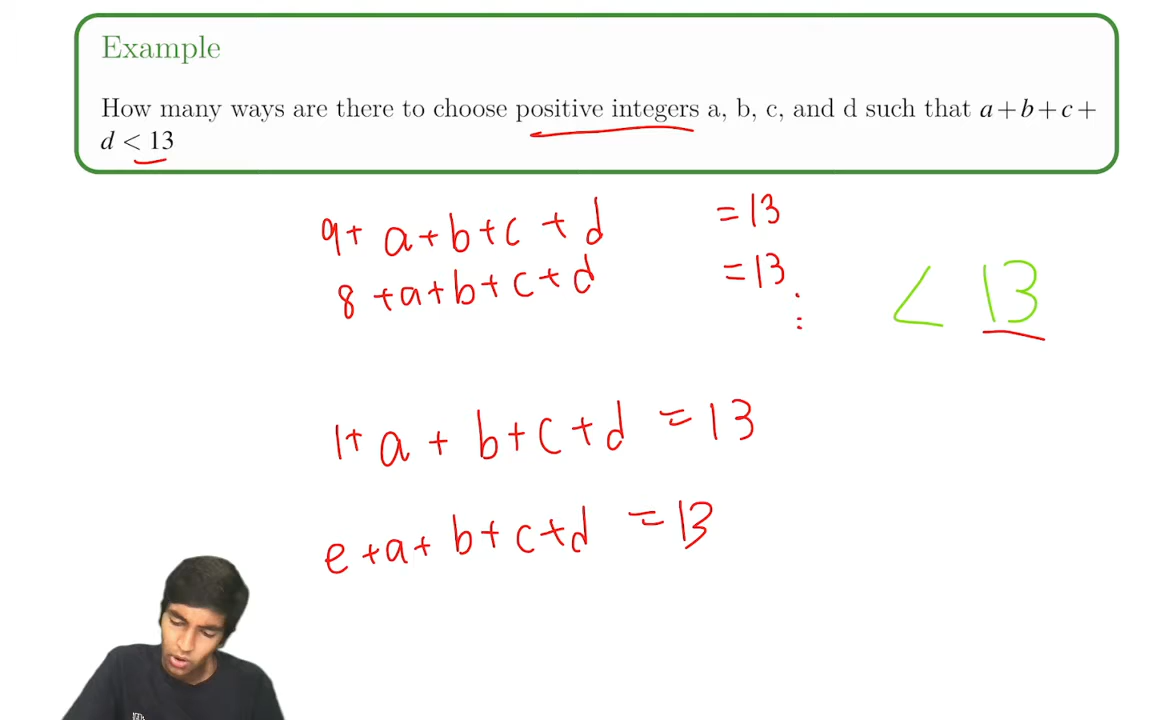 Example
How many ways are there to choose positive integers a, b, c, and d such that a+b+c+
d < 13
9+ a+b+c+d =13
8 +a+b+c+d =13
⋮
< 13
1+ a + b+c+d =13
e +a+ b+c+d =13